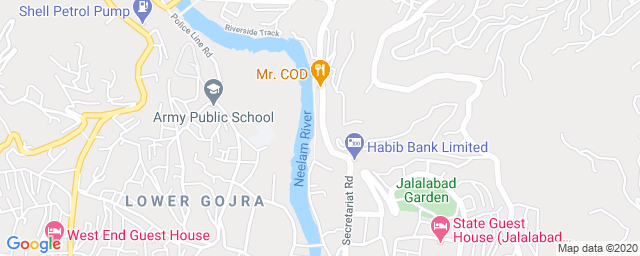 Shell Petrol Pump
Police Line Rd
Riverside Track
Mr. COD
Army Public School
Neelam River
Habib Bank Limited
Jalalabad
Garden
LOWER GOJRA
Secretariat Rd
State Guest
House (Jalalabad...
West End Guest House
Google
Map data ©2020